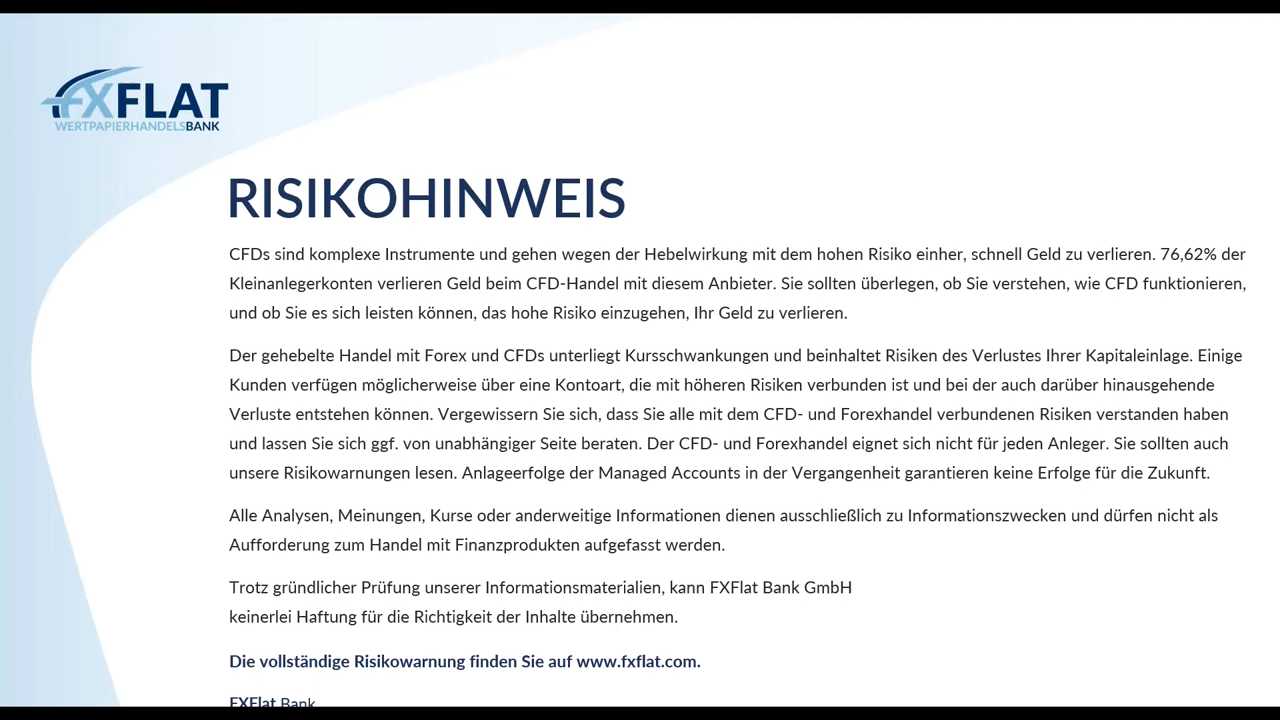 FXFLAT
WERTPAPIERHANDELSBANK
RISIKOHINWEIS
CFDs sind komplexe Instrumente und gehen wegen der Hebelwirkung mit dem hohen Risiko einher, schnell Geld zu verlieren. 76,62% der
Kleinanlegerkonten verlieren Geld beim CFD-Handel mit diesem Anbieter. Sie sollten überlegen, ob Sie verstehen, wie CFD funktionieren,
und ob Sie es sich leisten können, das hohe Risiko einzugehen, Ihr Geld zu verlieren.
Der gehebelte Handel mit Forex und CFDs unterliegt Kursschwankungen und beinhaltet Risiken des Verlustes Ihrer Kapitaleinlage. Einige
Kunden verfügen möglicherweise über eine Kontoart, die mit höheren Risiken verbunden ist und bei der auch darüber hinausgehende
Verluste entstehen können. Vergewissern Sie sich, dass Sie alle mit dem CFD- und Forexhandel verbundenen Risiken verstanden haben
und lassen Sie sich ggf. von unabhängiger Seite beraten. Der CFD- und Forexhandel eignet sich nicht für jeden Anleger. Sie sollten auch
unsere Risikowarnungen lesen. Anlageerfolge der Managed Accounts in der Vergangenheit garantieren keine Erfolge für die Zukunft.
Alle Analysen, Meinungen, Kurse oder anderweitige Informationen dienen ausschließlich zu Informationszwecken und dürfen nicht als
Aufforderung zum Handel mit Finanzprodukten aufgefasst werden.
Trotz gründlicher Prüfung unserer Informationsmaterialien, kann FXFlat Bank GmbH
keinerlei Haftung für die Richtigkeit der Inhalte übernehmen.
Die vollständige Risikowarnung finden Sie auf www.fxflat.com.
FXFlat Bank